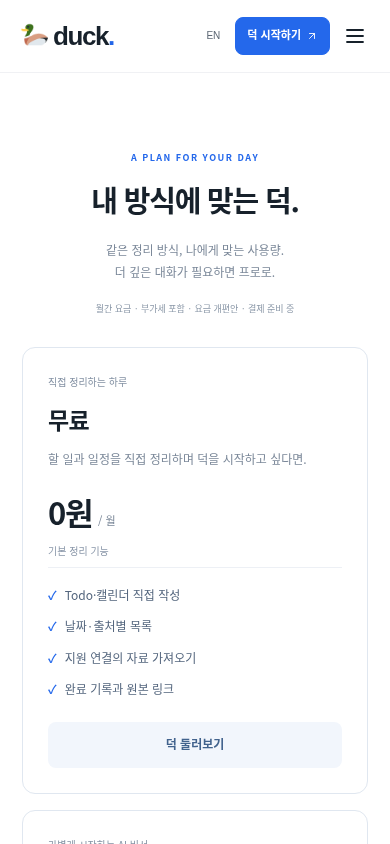 duck.
EN
덕 시작하기
A PLAN FOR YOUR DAY
내 방식에 맞는 덕.
같은 정리 방식, 나에게 맞는 사용량.
더 깊은 대화가 필요하면 프로로.
월간 요금 · 부가세 포함 · 요금 개편안 · 결제 준비 중
직접 정리하는 하루
무료
할 일과 일정을 직접 정리하며 덕을 시작하고 싶다면.
0원 / 월
기본 정리 기능
✓ Todo·캘린더 직접 작성
✓ 날짜·출처별 목록
✓ 지원 연결의 자료 가져오기
✓ 완료 기록과 원본 링크
덕 둘러보기